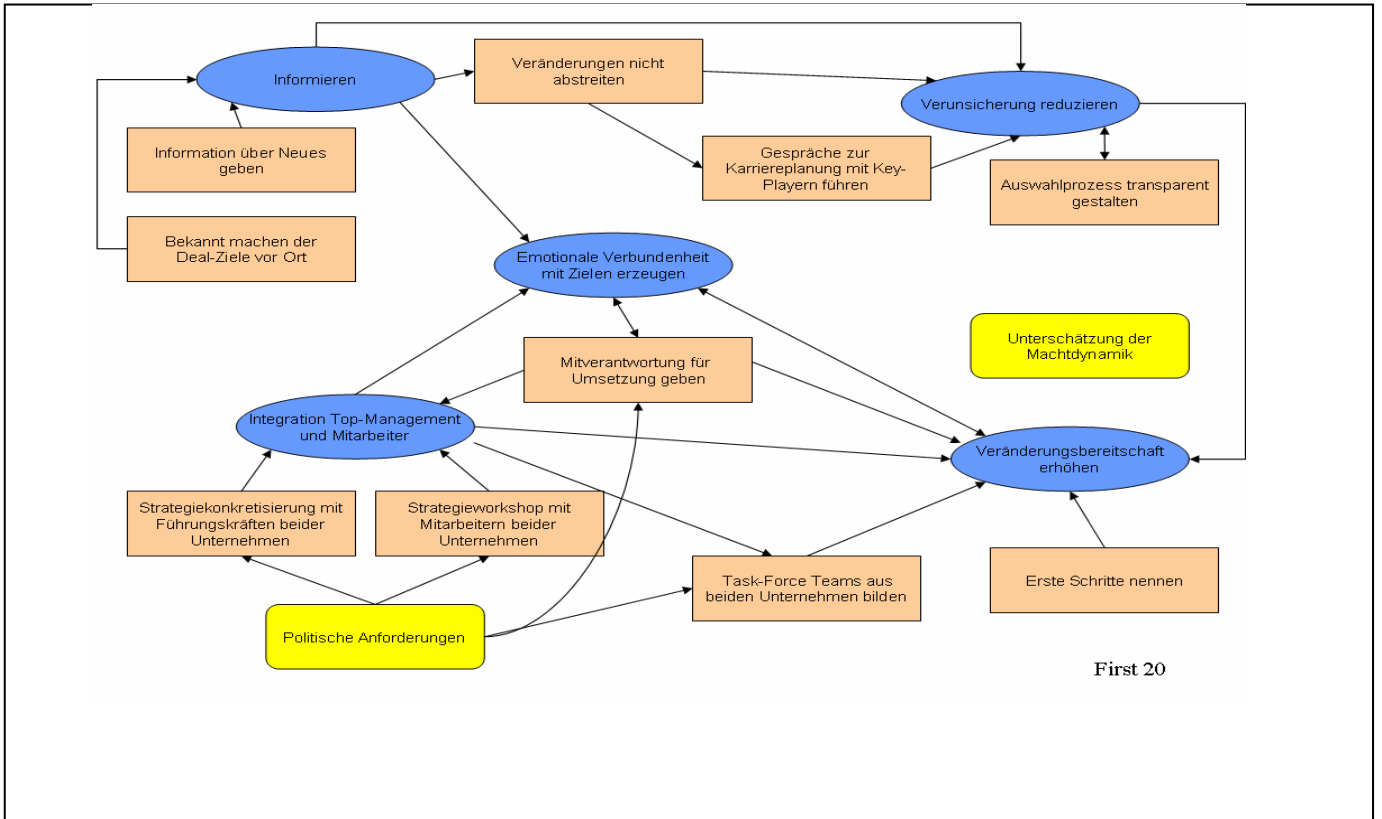 Informieren
Veränderungen nicht
abstreiten
Verunsicherung reduzieren
Information über Neues
geben
Gespräche zur
Karriereplanung mit Key-
Playern führen
Auswahlprozess transparent
gestalten
Bekannt machen der
Deal-Ziele vor Ort
Emotionale Verbundenheit
mit Zielen erzeugen
Unterschätzung der
Machtdynamik
Mitverantwortung für
Umsetzung geben
Integration Top-Management
und Mitarbeiter
Veränderungsbereitschaft
erhöhen
Strategiekonkretisierung mit
Führungskräften beider
Unternehmen
Strategieworkshop mit
Mitarbeitern beider
Unternehmen
Task-Force Teams aus
beiden Unternehmen bilden
Erste Schritte nennen
Politische Anforderungen
First 20